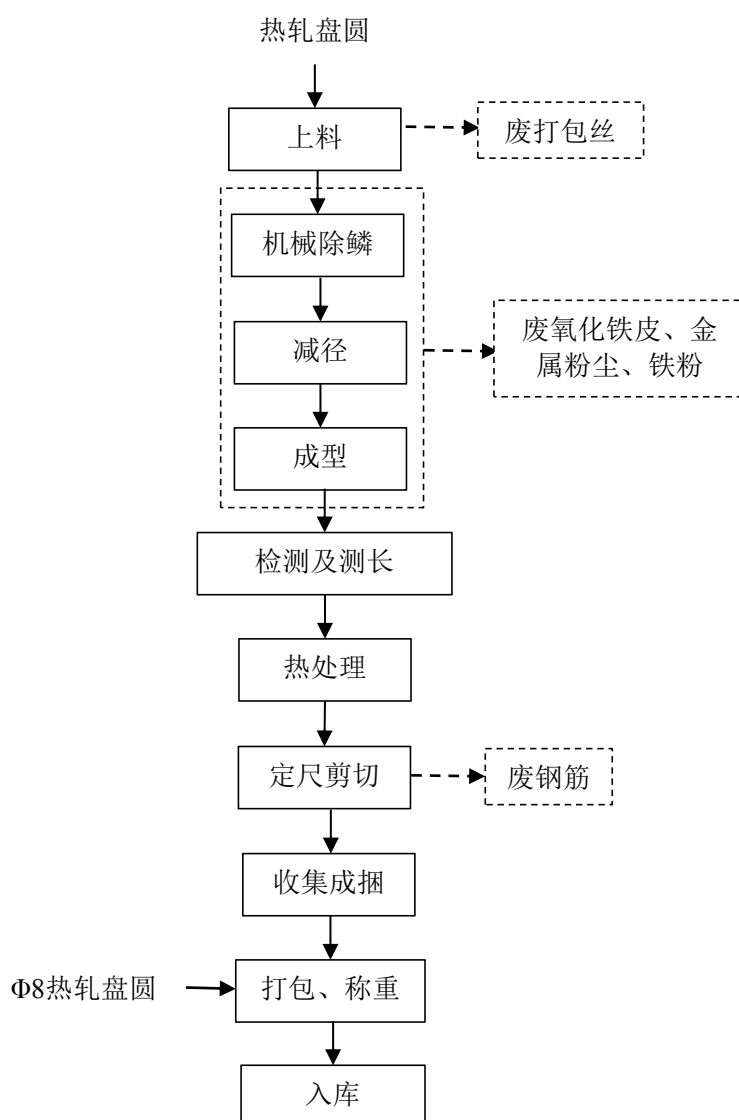 热轧盘圆
上料
废打包丝
机械除鳞
减径
废氧化铁皮、金
属粉尘、铁粉
成型
检测及测长
热处理
定尺剪切
废钢筋
收集成捆
Φ8热轧盘圆
打包、称重
入库